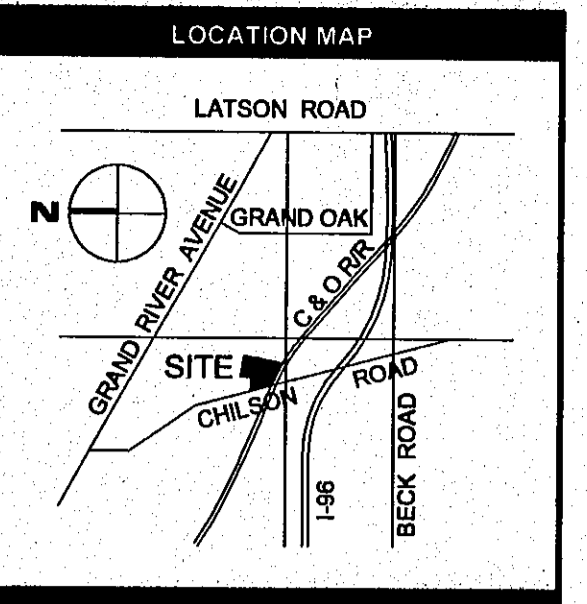 LOCATION MAP
LATSON ROAD
N
GRAND RIVER AVENUE
GRAND OAK
C & O R/R
SITE
CHILSON ROAD
I-96
BECK ROAD